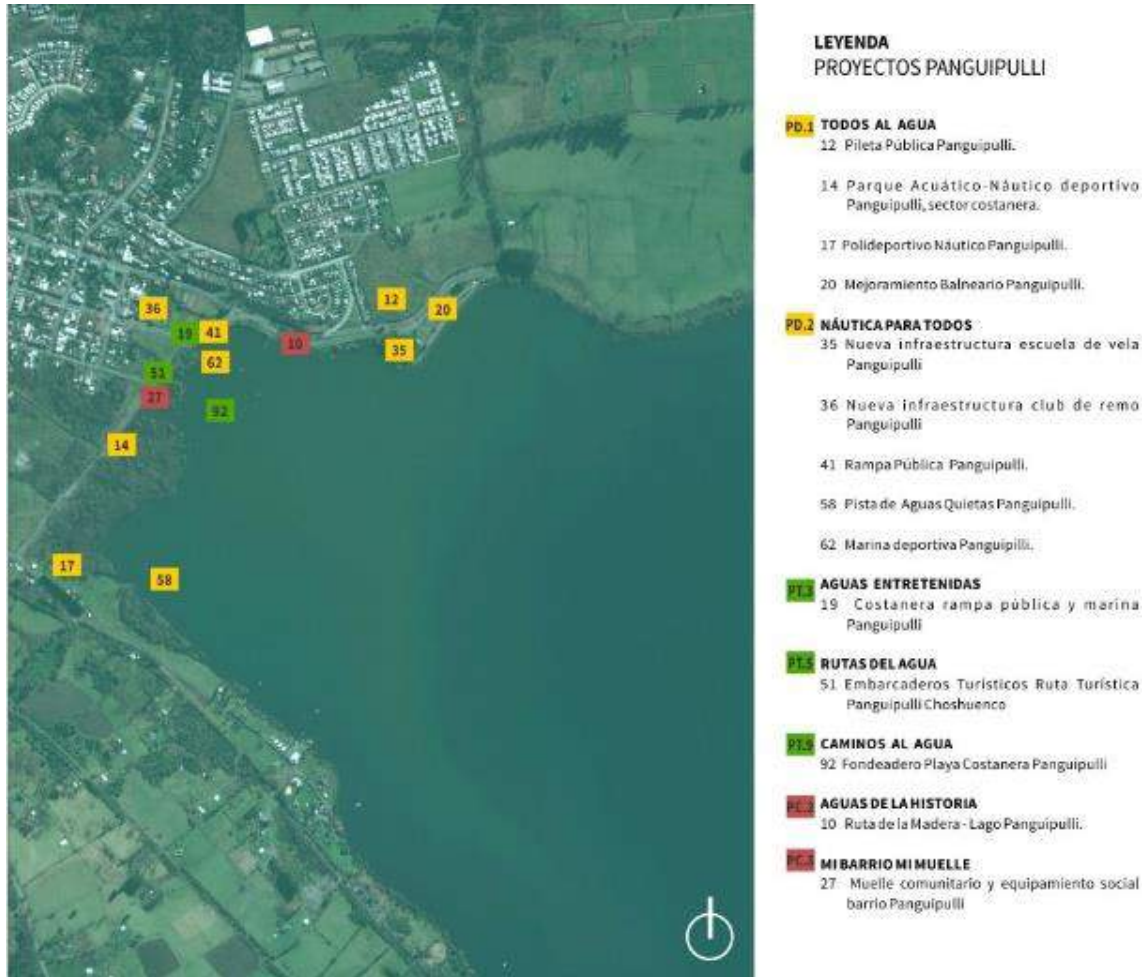 LEYENDA
PROYECTOS PANGUIPULLI
PD.1 TODOS AL AGUA
12 Pileta Pública Panguipulli.
14 Parque Acuático-Náutico deportivo
Panguipulli, sector costanera.
17 Polideportivo Náutico Panguipulli.
20 Mejoramiento Balneario Panguipulli.
PD.2 NÁUTICA PARA TODOS
35 Nueva infraestructura escuela de vela
Panguipulli
36 Nueva infraestructura club de remo
Panguipulli
41 Rampa Pública Panguipulli.
58 Pista de Aguas Quietas Panguipulli.
62 Marina deportiva Panguipilli.
PT.3 AGUAS ENTRETENIDAS
19 Costanera rampa pública y marina
Panguipulli
PT.5 RUTAS DEL AGUA
51 Embarcaderos Turísticos Ruta Turística
Panguipulli Choshuenco
PT.9 CAMINOS AL AGUA
92 Fondeadero Playa Costanera Panguipulli
PC.2 AGUAS DE LA HISTORIA
10 Ruta de la Madera - Lago Panguipulli.
PC.3 MI BARRIO MI MUELLE
27 Muelle comunitario y equipamiento social
barrio Panguipulli
12
20
36
19
41
10
35
62
51
27
92
14
17
58